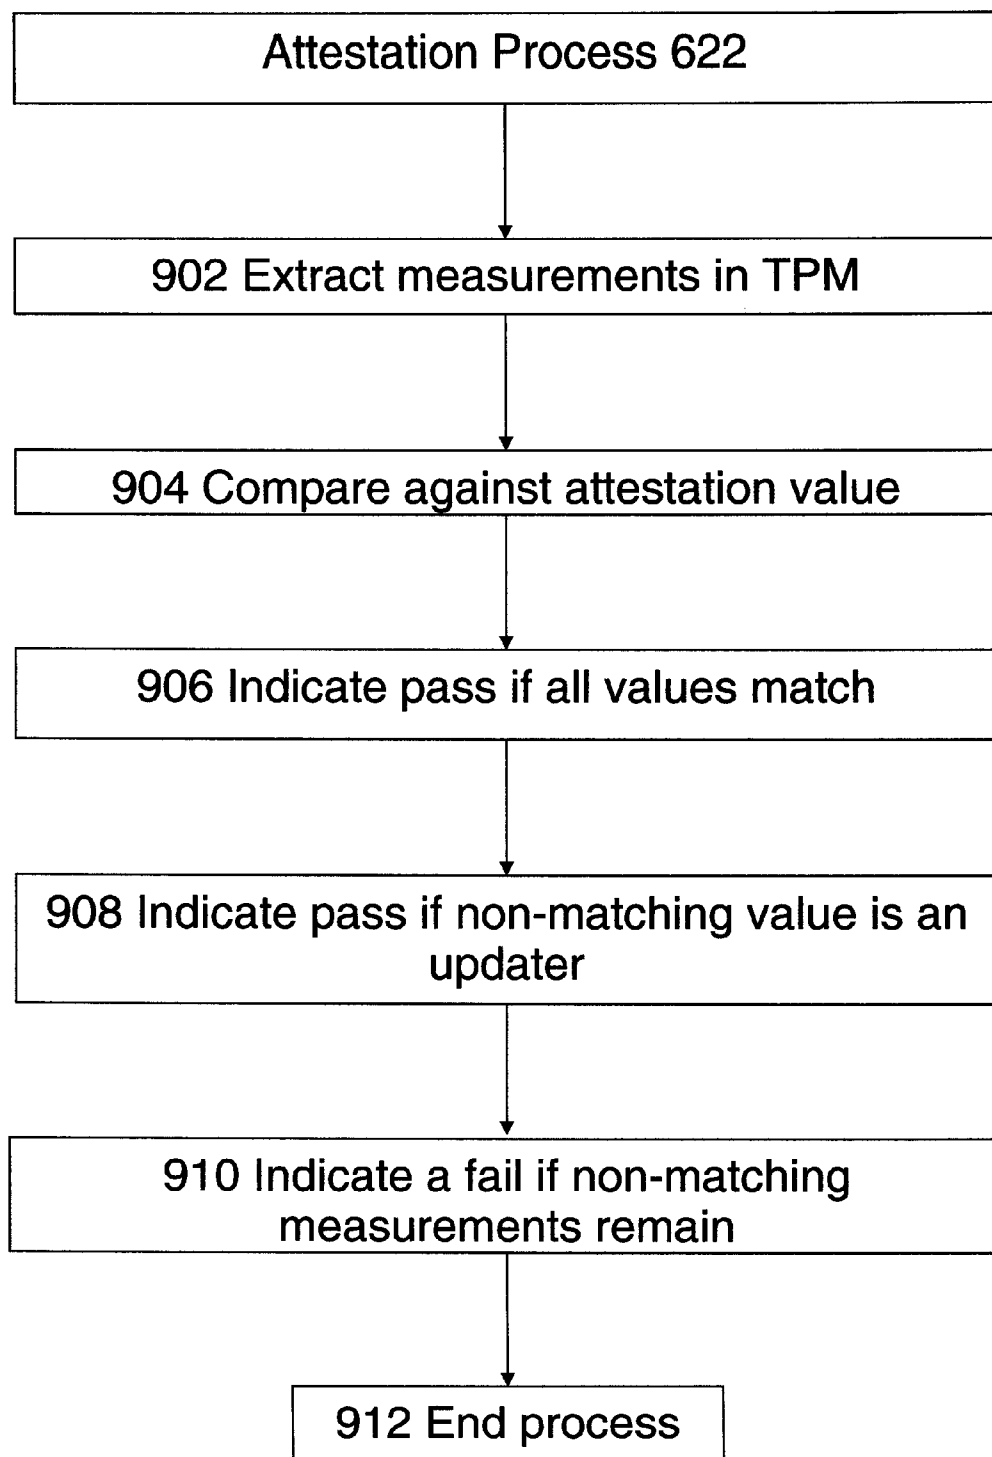 Attestation Process 622
902 Extract measurements in TPM
904 Compare against attestation value
906 Indicate pass if all values match
908 Indicate pass if non-matching value is an
updater
910 Indicate a fail if non-matching
measurements remain
912 End process